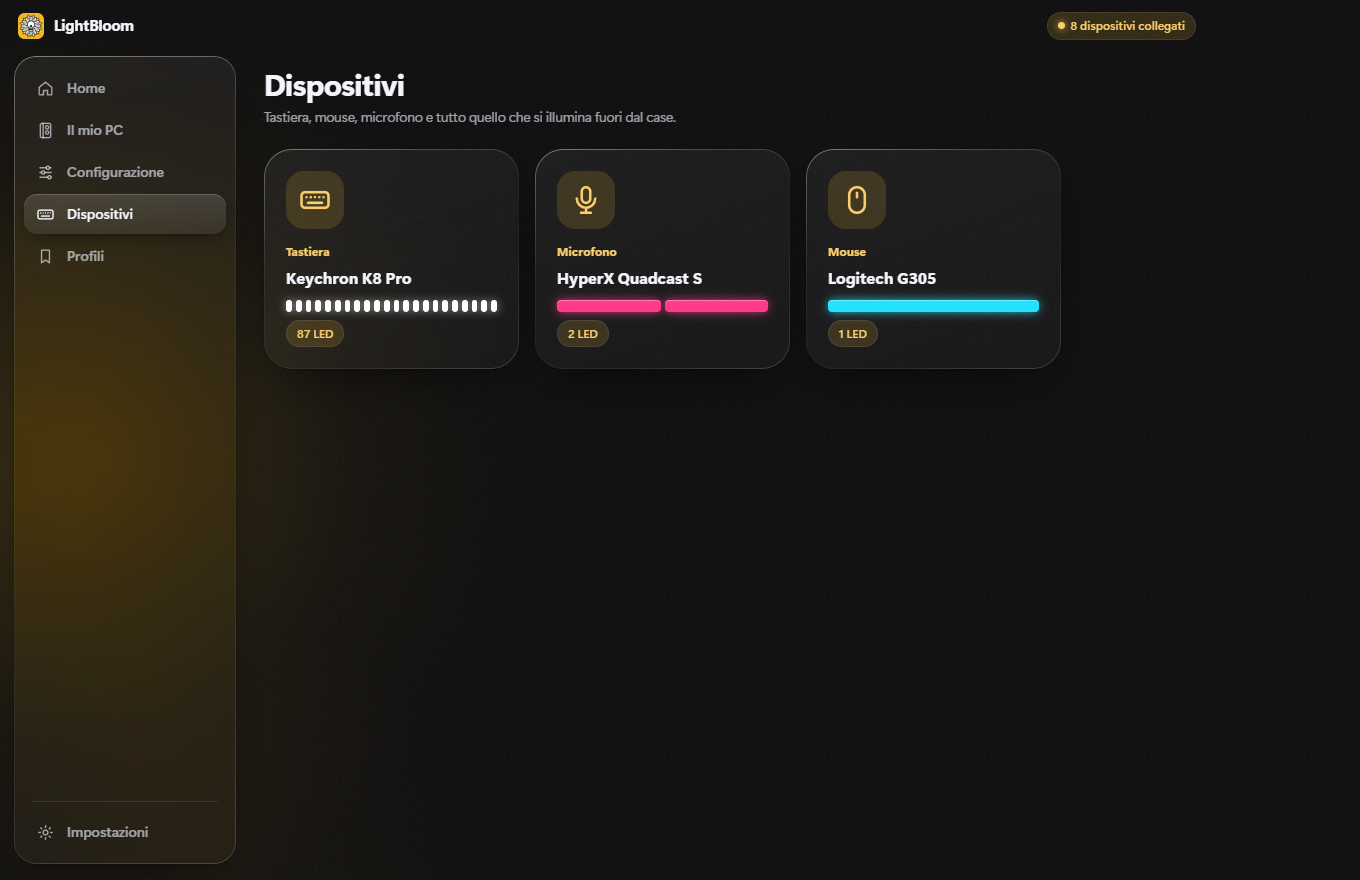 LightBloom
8 dispositivi collegati
Home
Il mio PC
Configurazione
Dispositivi
Profili
Impostazioni
Dispositivi
Tastiera, mouse, microfono e tutto quello che si illumina fuori dal case.
Tastiera
Keychron K8 Pro
87 LED
Microfono
HyperX Quadcast S
2 LED
Mouse
Logitech G305
1 LED